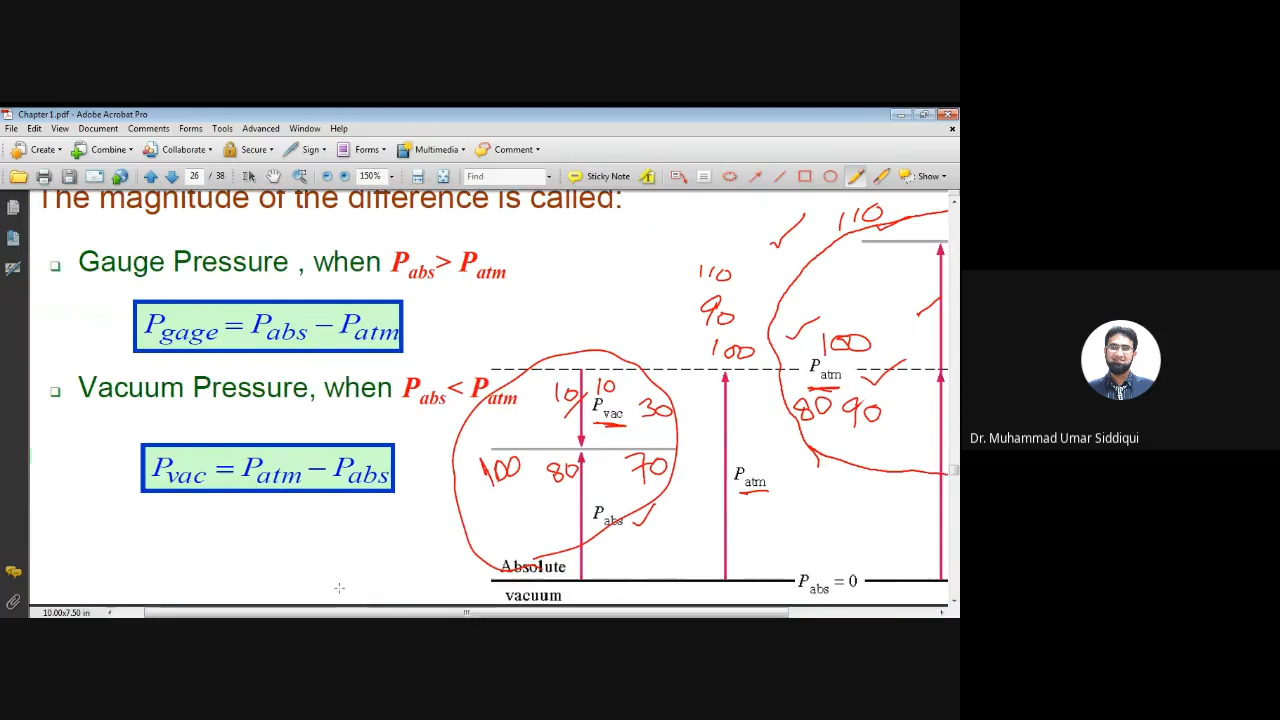 Chapter 1.pdf - Adobe Acrobat Pro
File Edit View Document Comments Forms Tools Advanced Window Help
Create Combine Collaborate Secure Sign Forms Multimedia Comment
26 / 38 150% Find Sticky Note Show
The magnitude of the difference is called:
110
Gauge Pressure , when Pabs> Patm
110
Pgage = Pabs – Patm
90
100
100
Patm
Vacuum Pressure, when Pabs< Patm
10 10
Pvac
30
80 90
Pvac = Patm – Pabs
100 80 70
Patm
Pabs
Absolute
vacuum
Pabs = 0
10.00x7.50 in
Dr. Muhammad Umar Siddiqui